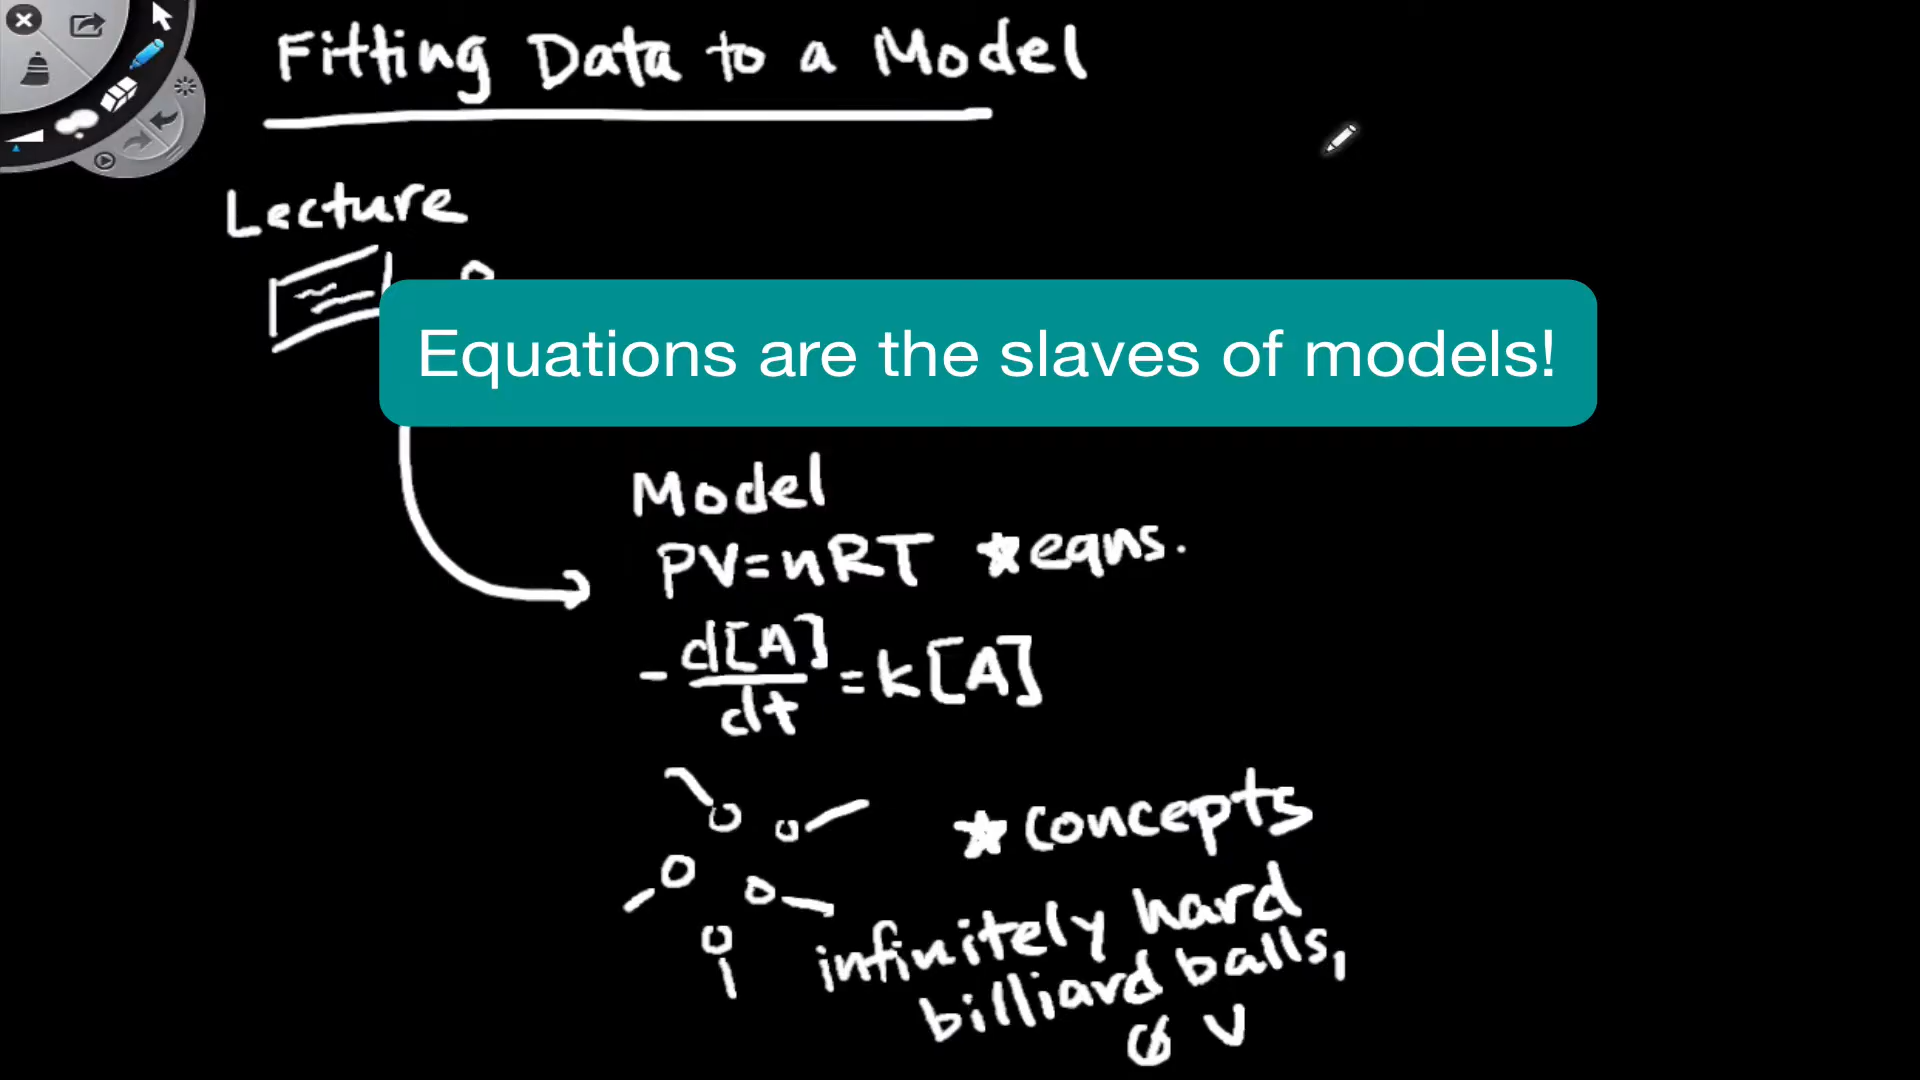 Fitting Data to a Model
Lecture
Equations are the slaves of models!
Model
PV=nRT *eqns.
-d[A]/dt=k[A]
*concepts
infinitely hard
billiard balls,
V